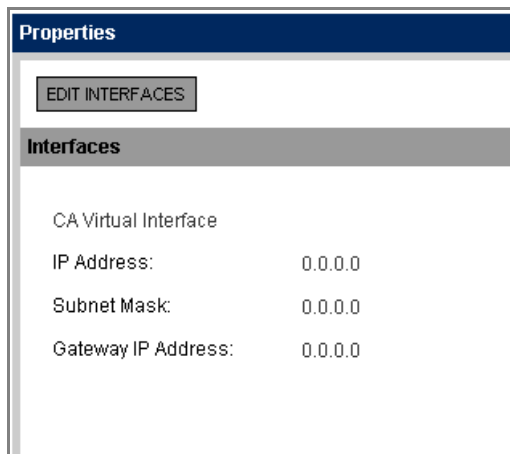 Properties
EDIT INTERFACES
Interfaces
CA Virtual Interface
IP Address: 0.0.0.0
Subnet Mask: 0.0.0.0
Gateway IP Address: 0.0.0.0